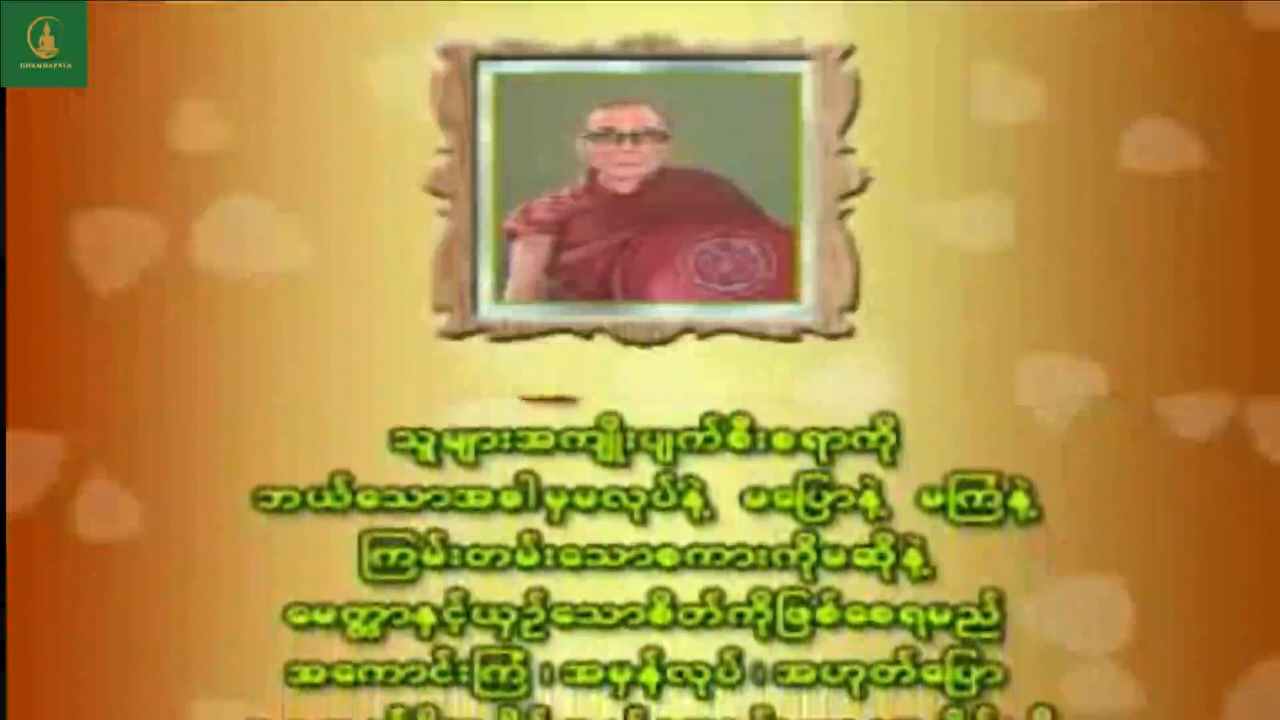 DHAMMAPALA
သူများအကျိုးပျက်စီးစရာကို
ဘယ်သောအခါမှမလုပ်နဲ့ မပြောနဲ့ မကြံနဲ့
ကြမ်းတမ်းသောစကားကိုမဆိုနဲ့
မေတ္တာနှင့်ယှဉ်သောစိတ်ကိုဖြစ်စေရမည်
အကောင်းကြံ ၊ အမှန်လုပ် ၊ အဟုတ်ပြော